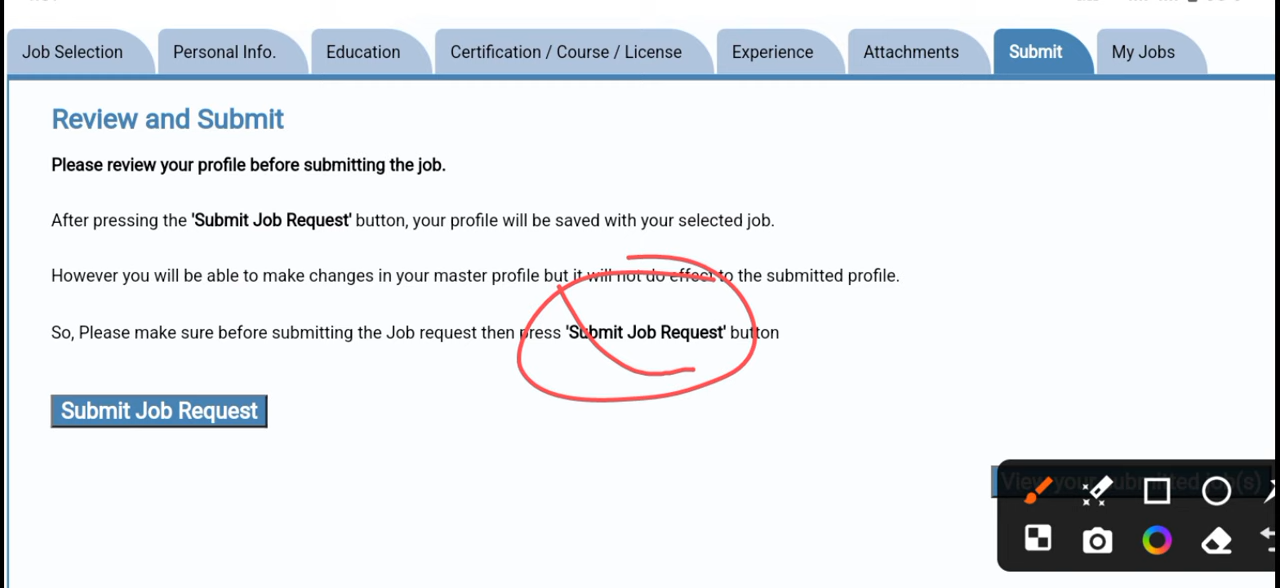 Job Selection
Personal Info.
Education
Certification / Course / License
Experience
Attachments
Submit
My Jobs
Review and Submit
Please review your profile before submitting the job.
After pressing the 'Submit Job Request' button, your profile will be saved with your selected job.
However you will be able to make changes in your master profile but it will not do effect to the submitted profile.
So, Please make sure before submitting the Job request then press 'Submit Job Request' button
Submit Job Request
View your submitted job(s)